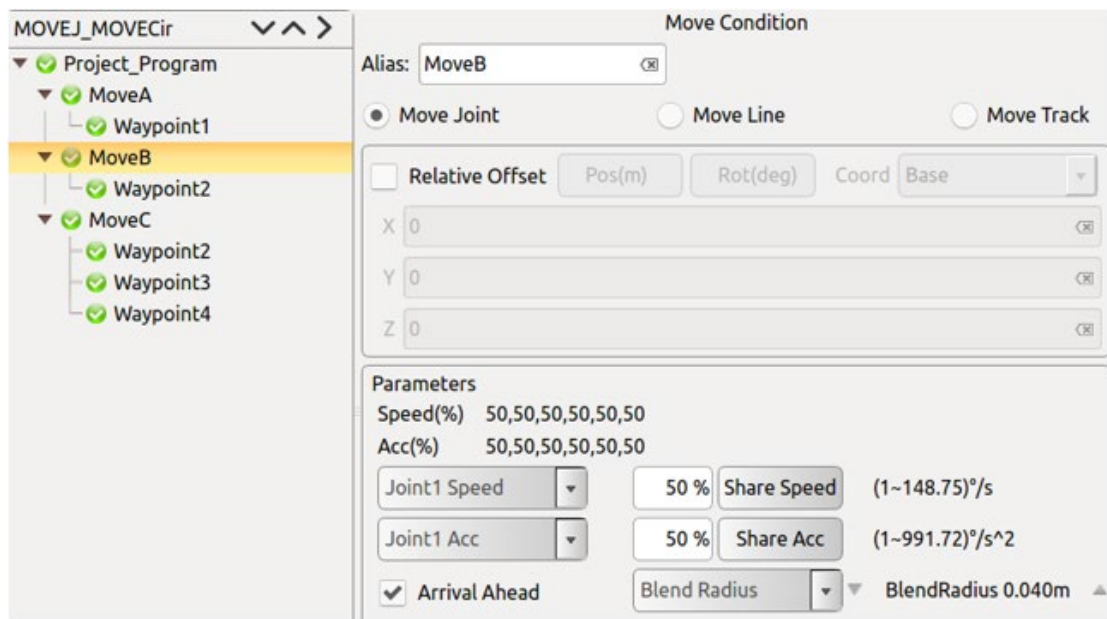 MOVEJ_MOVECir
Project_Program
MoveA
Waypoint1
MoveB
Waypoint2
MoveC
Waypoint2
Waypoint3
Waypoint4
Move Condition
Alias: MoveB
Move Joint Move Line Move Track
Relative Offset Pos(m) Rot(deg) Coord Base
X 0
Y 0
Z 0
Parameters
Speed(%) 50,50,50,50,50,50
Acc(%) 50,50,50,50,50,50
Joint1 Speed 50 % Share Speed (1~148.75)°/s
Joint1 Acc 50 % Share Acc (1~991.72)°/s^2
Arrival Ahead Blend Radius BlendRadius 0.040m